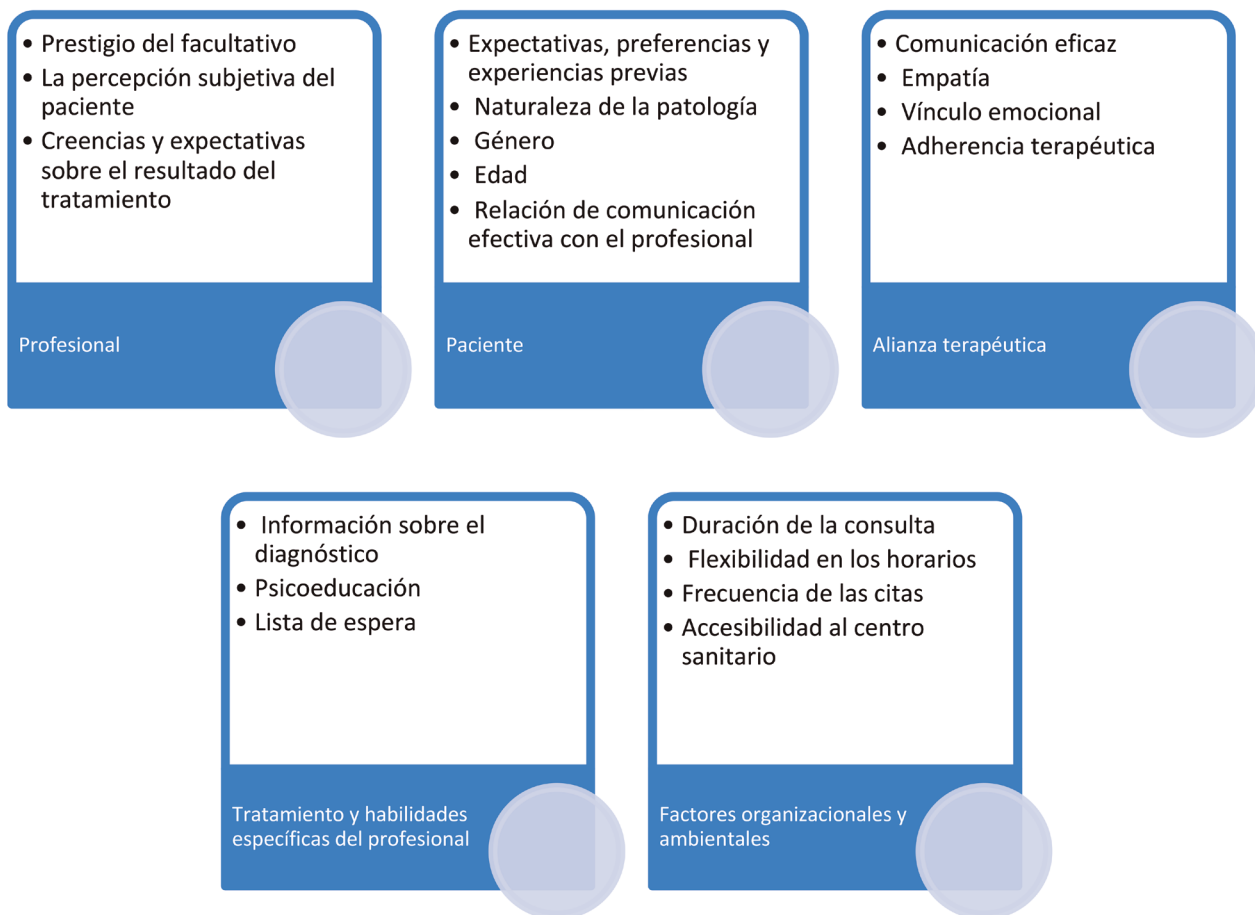 • Prestigio del facultativo
• La percepción subjetiva del
paciente
• Creencias y expectativas
sobre el resultado del
tratamiento
Profesional
• Expectativas, preferencias y
experiencias previas
• Naturaleza de la patología
• Género
• Edad
• Relación de comunicación
efectiva con el profesional
Paciente
• Comunicación eficaz
• Empatía
• Vínculo emocional
• Adherencia terapéutica
Alianza terapéutica
• Información sobre el
diagnóstico
• Psicoeducación
• Lista de espera
Tratamiento y habilidades
específicas del profesional
• Duración de la consulta
• Flexibilidad en los horarios
• Frecuencia de las citas
• Accesibilidad al centro
sanitario
Factores organizacionales y
ambientales